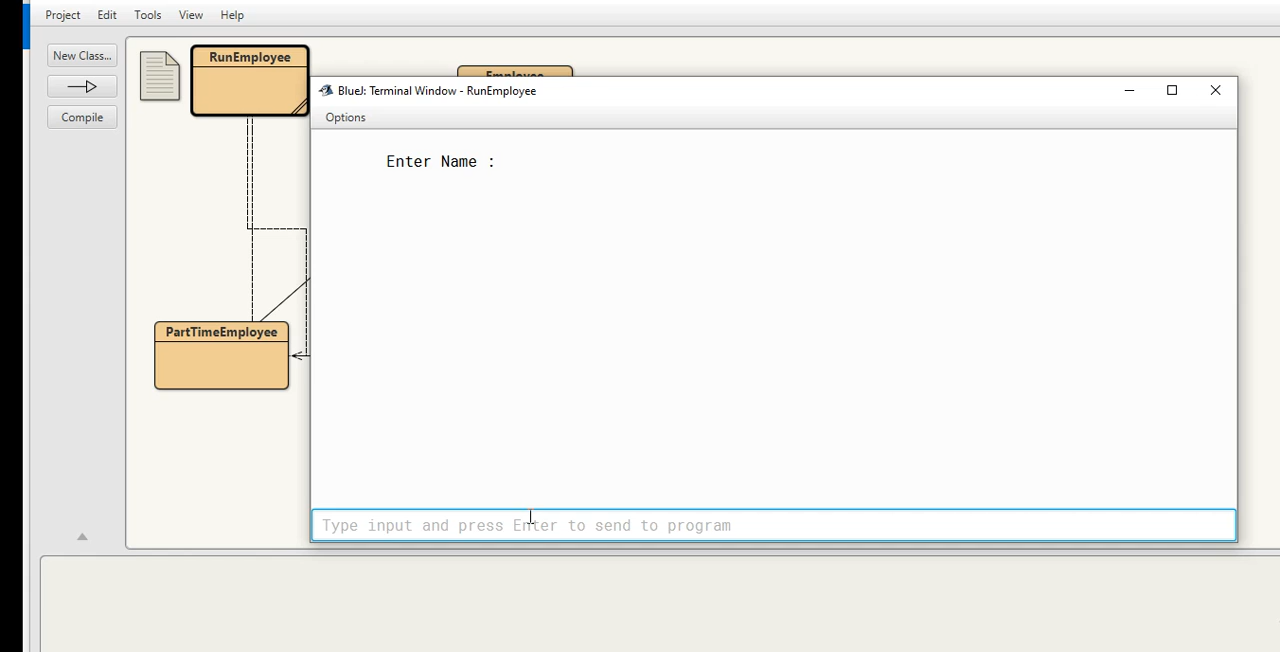 Project Edit Tools View Help
New Class...
Compile
RunEmployee
Employee
PartTimeEmployee
BlueJ: Terminal Window - RunEmployee
Options
Enter Name :
Type input and press Enter to send to program